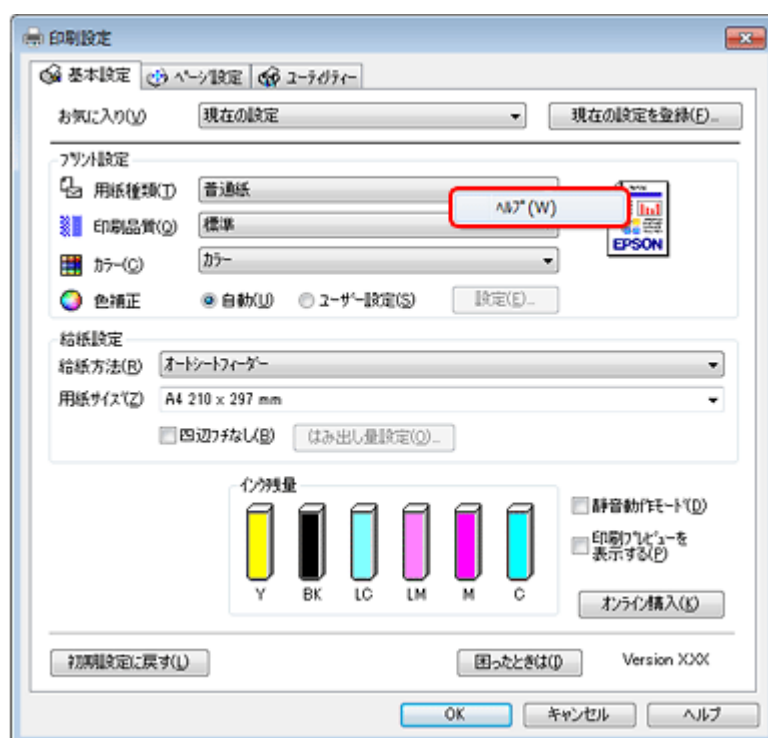 印刷設定
基本設定 ページ設定 ユーティリティー
お気に入り(V) 現在の設定 現在の設定を登録(F)...
プリント設定
用紙種類(T) 普通紙
ヘルプ(W)
印刷品質(Q) 標準
EPSON
カラー(C) カラー
色補正 自動(U) ユーザー設定(S) 設定(E)...
給紙設定
給紙方法(R) オートシートフィーダー
用紙サイズ(Z) A4 210 x 297 mm
四辺フチなし(B) はみ出し量設定(O)...
インク残量
静音動作モード(D)
印刷プレビューを
表示する(P)
Y BK LC LM M C
オンライン購入(K)
初期設定に戻す(L) 困ったときは(I) Version X.XX
OK キャンセル ヘルプ